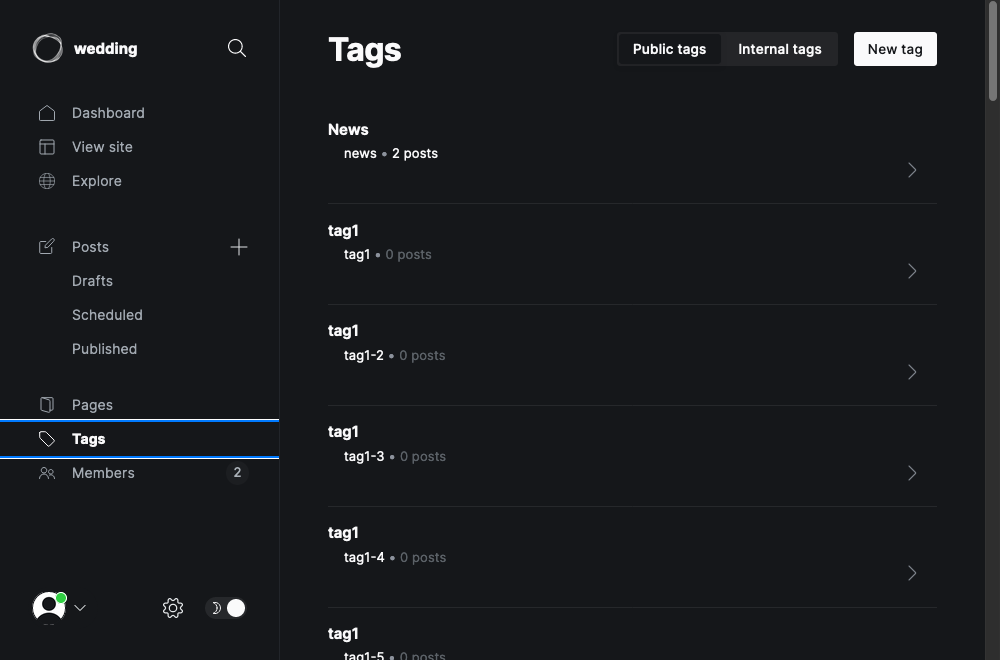 wedding
Dashboard
View site
Explore
Posts
Drafts
Scheduled
Published
Pages
Tags
Members 2
Tags
Public tags Internal tags New tag
News
news • 2 posts
tag1
tag1 • 0 posts
tag1
tag1-2 • 0 posts
tag1
tag1-3 • 0 posts
tag1
tag1-4 • 0 posts
tag1
tag1-5 • 0 posts